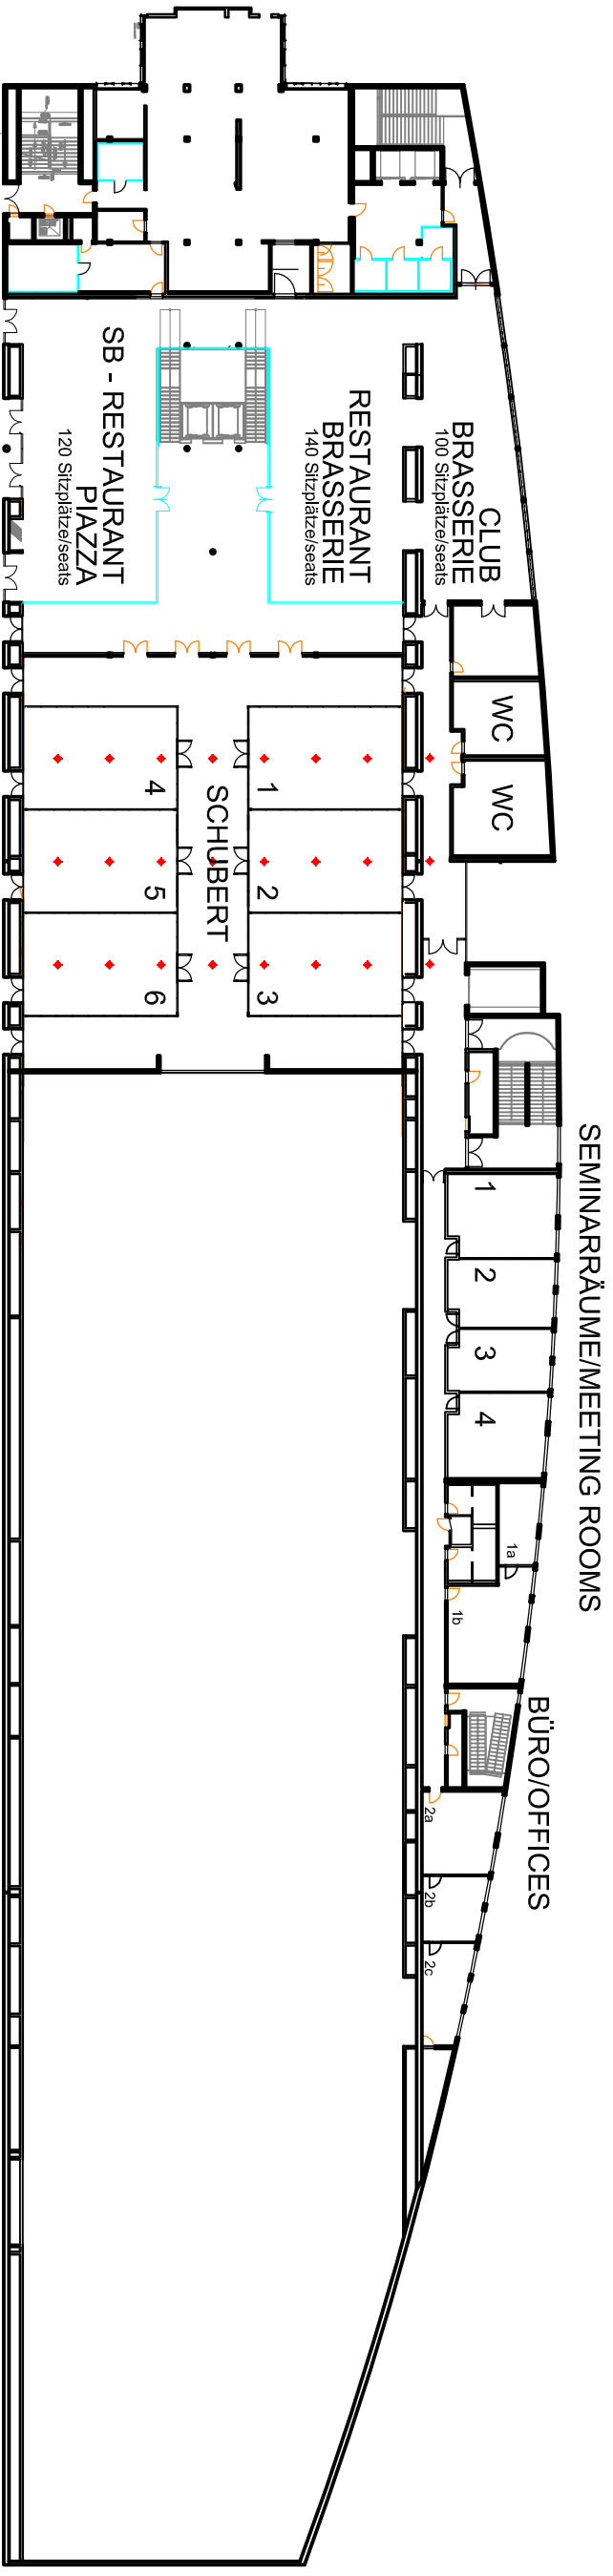 CLUB
BRASSERIE
100 Sitzplätze/seats
RESTAURANT
BRASSERIE
140 Sitzplätze/seats
SB - RESTAURANT
PIAZZA
120 Sitzplätze/seats
WC
WC
SCHUBERT
1
2
3
4
5
6
SEMINARRÄUME/MEETING ROOMS
1
2
3
4
BÜRO/OFFICES
1a
1b
2a
2b
2c